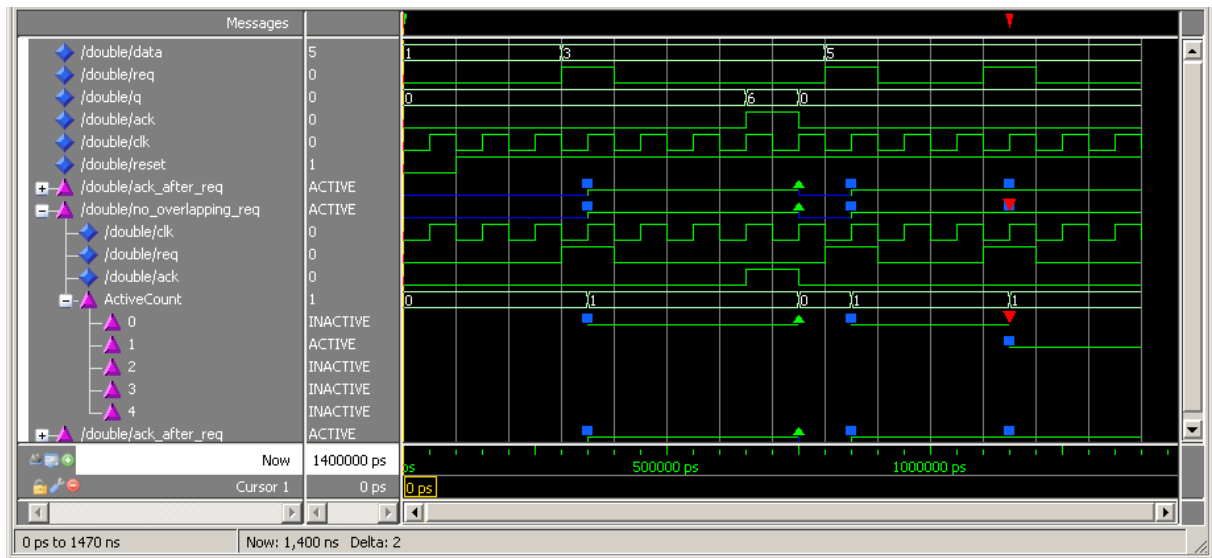 Messages
/double/data 5 1 3 5
/double/req 0
/double/q 0 0 6 0
/double/ack 0
/double/clk 0
/double/reset 1
/double/ack_after_req ACTIVE
/double/no_overlapping_req ACTIVE
/double/clk 0
/double/req 0
/double/ack 0
ActiveCount 1 0 1 0 1 1
0 INACTIVE
1 ACTIVE
2 INACTIVE
3 INACTIVE
4 INACTIVE
/double/ack_after_req ACTIVE
Now 1400000 ps ps 500000 ps 1000000 ps
Cursor 1 0 ps 0 ps
0 ps to 1470 ns Now: 1,400 ns Delta: 2